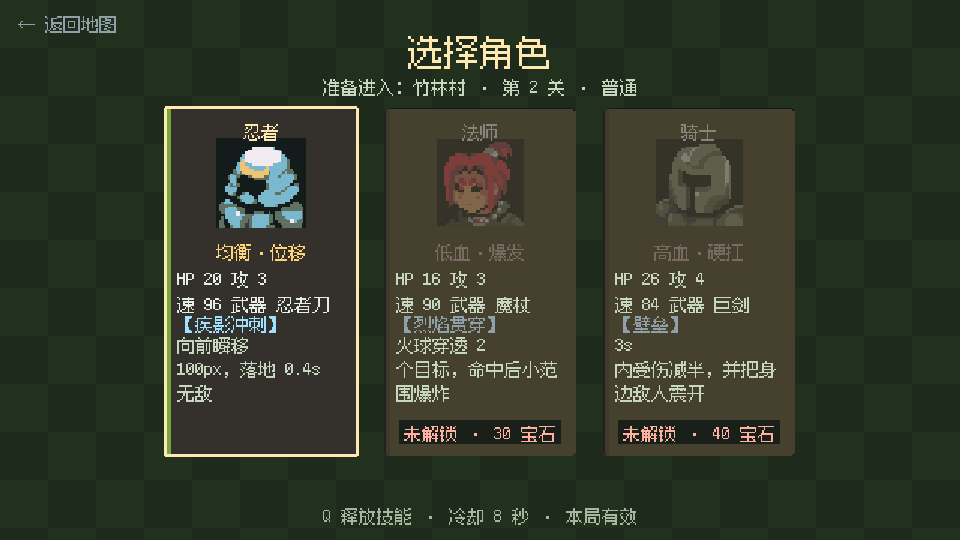 ← 返回地图
选择角色
准备进入: 竹林村 · 第 2 关 · 普通
忍者
均衡·位移
HP 20 攻 3
速 96 武器 忍者刀
【疾影冲刺】
向前瞬移
100px, 落地 0.4s
无敌
法师
低血·爆发
HP 16 攻 3
速 90 武器 魔杖
【烈焰贯穿】
火球穿透 2
个目标, 命中后小范
围爆炸
未解锁 · 30 宝石
骑士
高血·硬扛
HP 26 攻 4
速 84 武器 巨剑
【壁垒】
3s
内受伤减半, 并把身
边敌人震开
未解锁 · 40 宝石
Q 释放技能 · 冷却 8 秒 · 本局有效